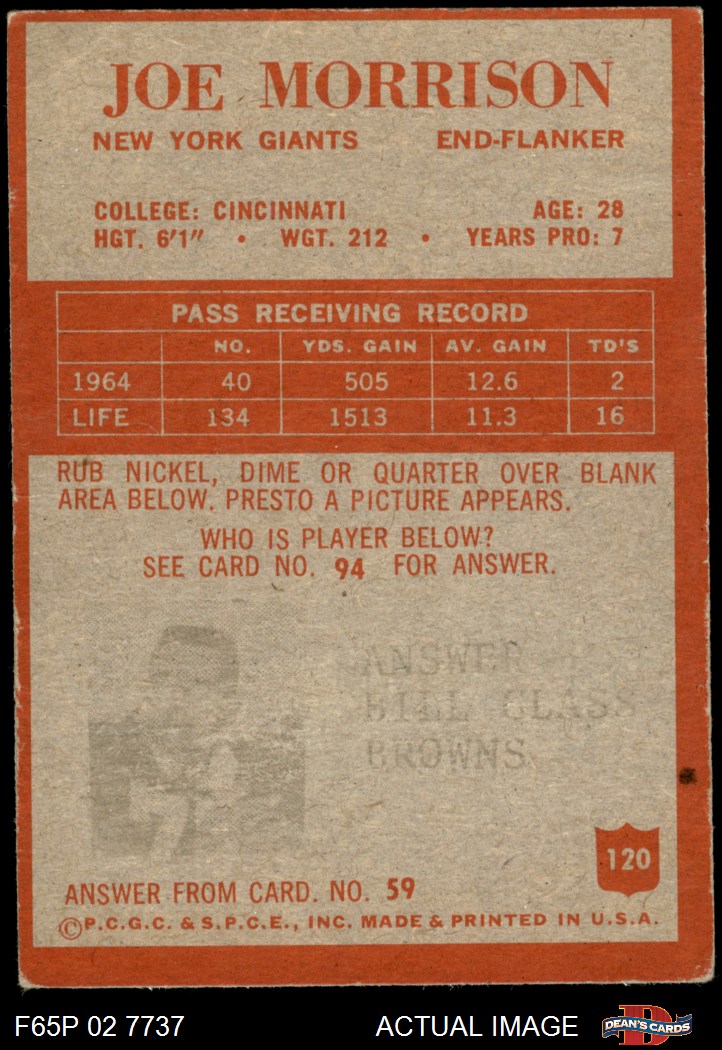 JOE MORRISON
NEW YORK GIANTS END-FLANKER
COLLEGE: CINCINNATI AGE: 28
HGT. 6'1" • WGT. 212 • YEARS PRO: 7
PASS RECEIVING RECORD
NO. YDS. GAIN AV. GAIN TD'S
1964 40 505 12.6 2
LIFE 134 1513 11.3 16
RUB NICKEL, DIME OR QUARTER OVER BLANK
AREA BELOW. PRESTO A PICTURE APPEARS.
WHO IS PLAYER BELOW?
SEE CARD NO. 94 FOR ANSWER.
ANSWER
BILL GLASS
BROWNS
120
ANSWER FROM CARD. NO. 59
©P.C.G.C. & S.P.C.E., INC. MADE & PRINTED IN U.S.A.
F65P 02 7737 ACTUAL IMAGE D DEAN'S CARDS